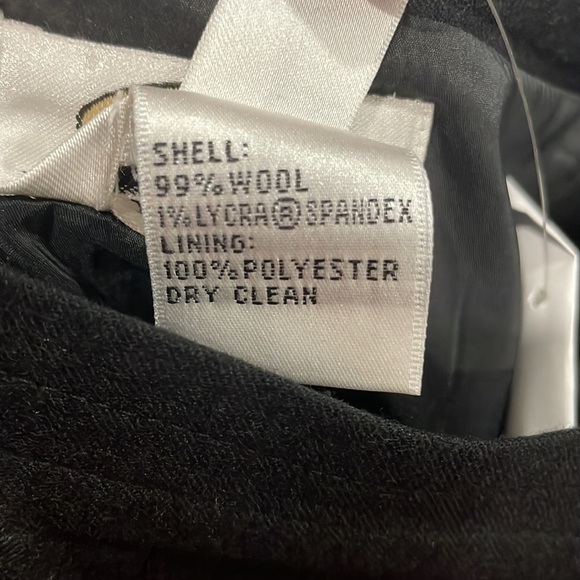 SHELL:
99% WOOL
1% LYCRA® SPANDEX
LINING:
100% POLYESTER
DRY CLEAN